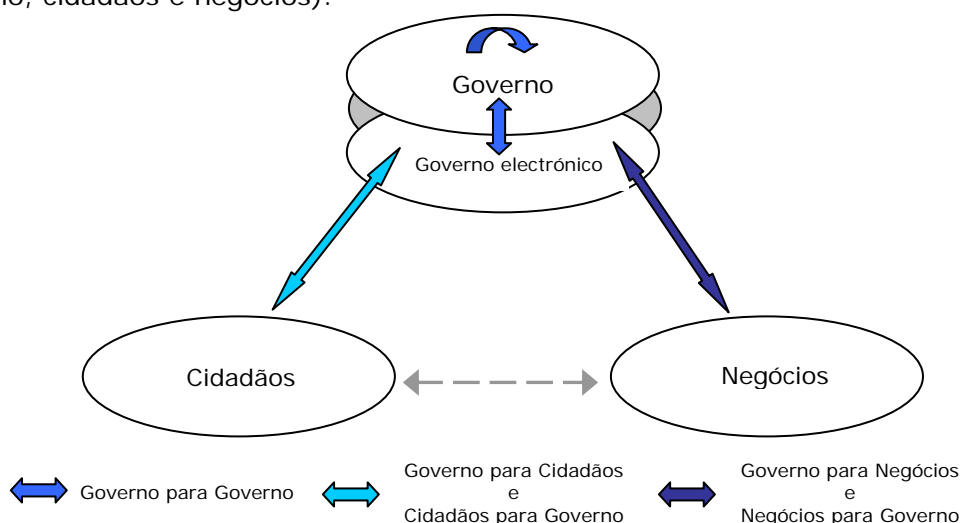 no, cidadãos e negócios):
Governo
Governo electrónico
Cidadãos
Negócios
Governo para Governo
Governo para Cidadãos
e
Cidadãos para Governo
Governo para Negócios
e
Negócios para Governo